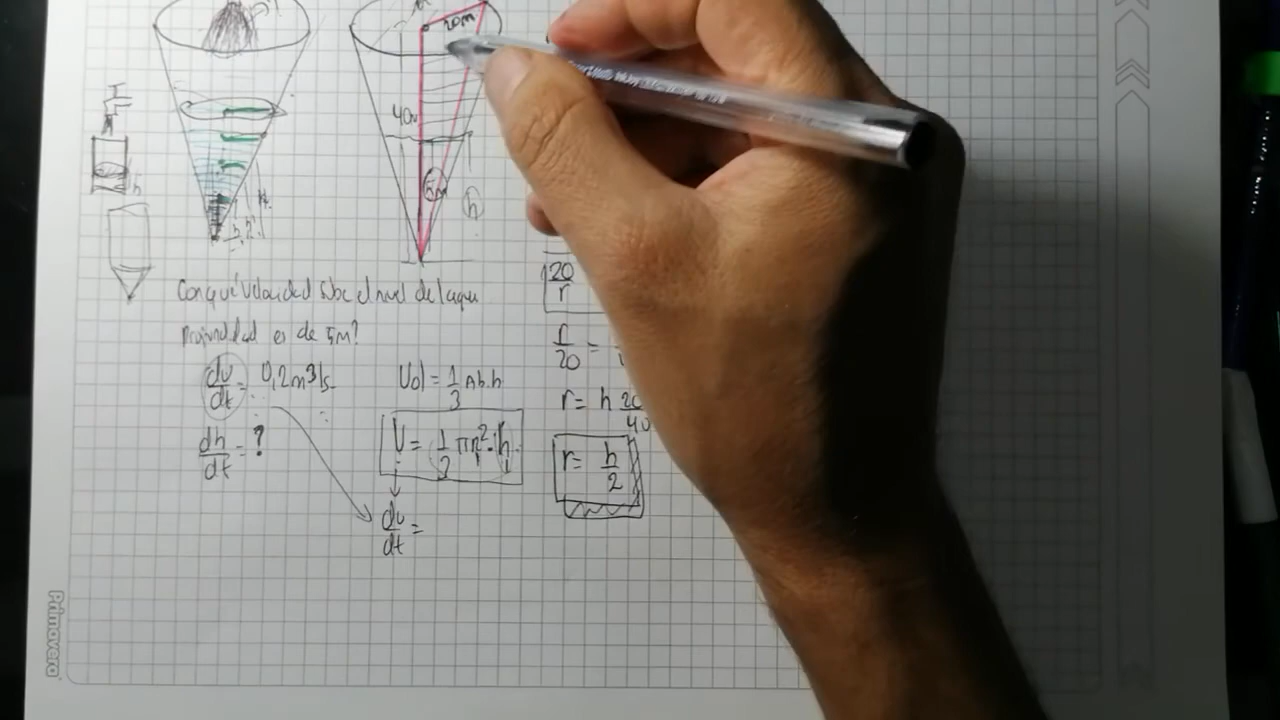 20m
40
5m
h
h
Con qué velocidad sube el nivel del agua
profundidad es de 5m?
dv/dt = 0,2m³/s
dh/dt = ?
Vol = 1/3 Ab.h
V = 1/3 πr²·h
dv/dt =
20/r
r/20 =
r = h 20/40
r = h/2
Primavera